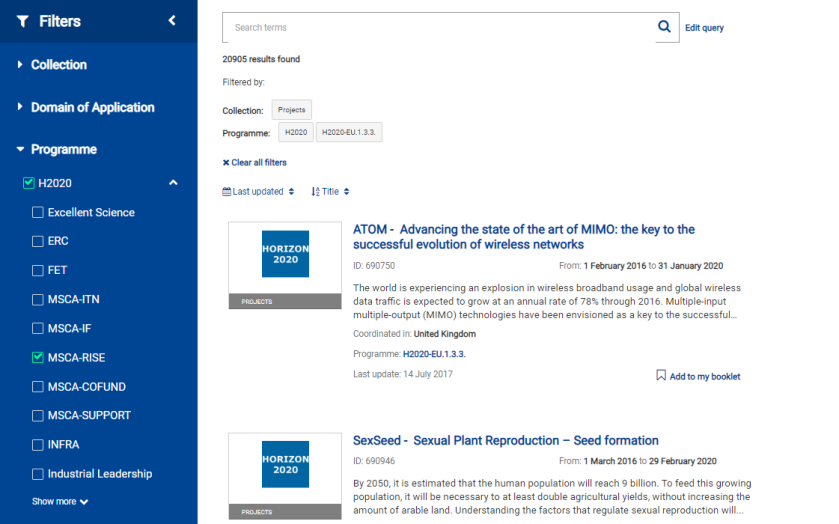 Filters
Collection
Domain of Application
Programme
H2020
Excellent Science
ERC
FET
MSCA-ITN
MSCA-IF
MSCA-RISE
MSCA-COFUND
MSCA-SUPPORT
INFRA
Industrial Leadership
Show more
Search terms
Edit query
20905 results found
Filtered by:
Collection: Projects
Programme: H2020 H2020-EU.1.3.3.
Clear all filters
Last updated Title
HORIZON
2020
PROJECTS
ATOM - Advancing the state of the art of MIMO: the key to the
successful evolution of wireless networks
ID: 690750 From: 1 February 2016 to 31 January 2020
The world is experiencing an explosion in wireless broadband usage and global wireless
data traffic is expected to grow at an annual rate of 78% through 2016. Multiple-input
multiple-output (MIMO) technologies have been envisioned as a key to the successful...
Coordinated in: United Kingdom
Programme: H2020-EU.1.3.3.
Last update: 14 July 2017 Add to my booklet
HORIZON
2020
PROJECTS
SexSeed - Sexual Plant Reproduction – Seed formation
ID: 690946 From: 1 March 2016 to 29 February 2020
By 2050, it is estimated that the human population will reach 9 billion. To feed this growing
population, it will be necessary to at least double agricultural yields, without increasing the
amount of arable land. Understanding the factors that regulate sexual reproduction will...